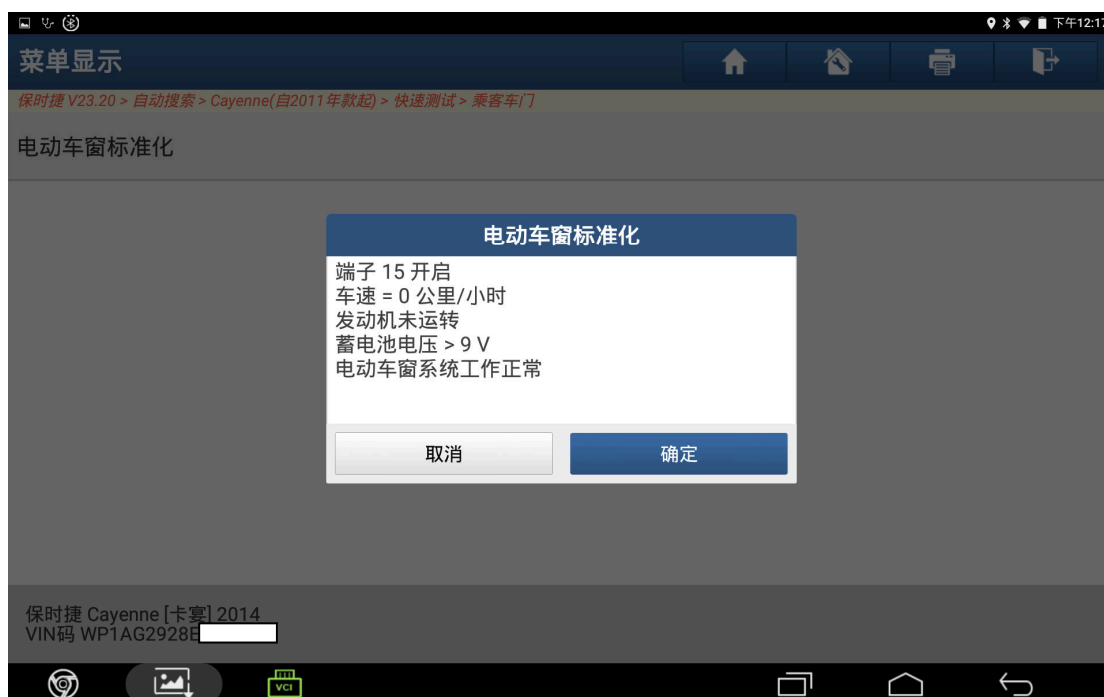 下午12:17
菜单显示
保时捷 V23.20 > 自动搜索 > Cayenne(自2011年款起) > 快速测试 > 乘客车门
电动车窗标准化
电动车窗标准化
端子 15 开启
车速 = 0 公里/小时
发动机未运转
蓄电池电压 > 9 V
电动车窗系统工作正常
取消
确定
保时捷 Cayenne [卡宴] 2014
VIN码 WP1AG2928E
VCI